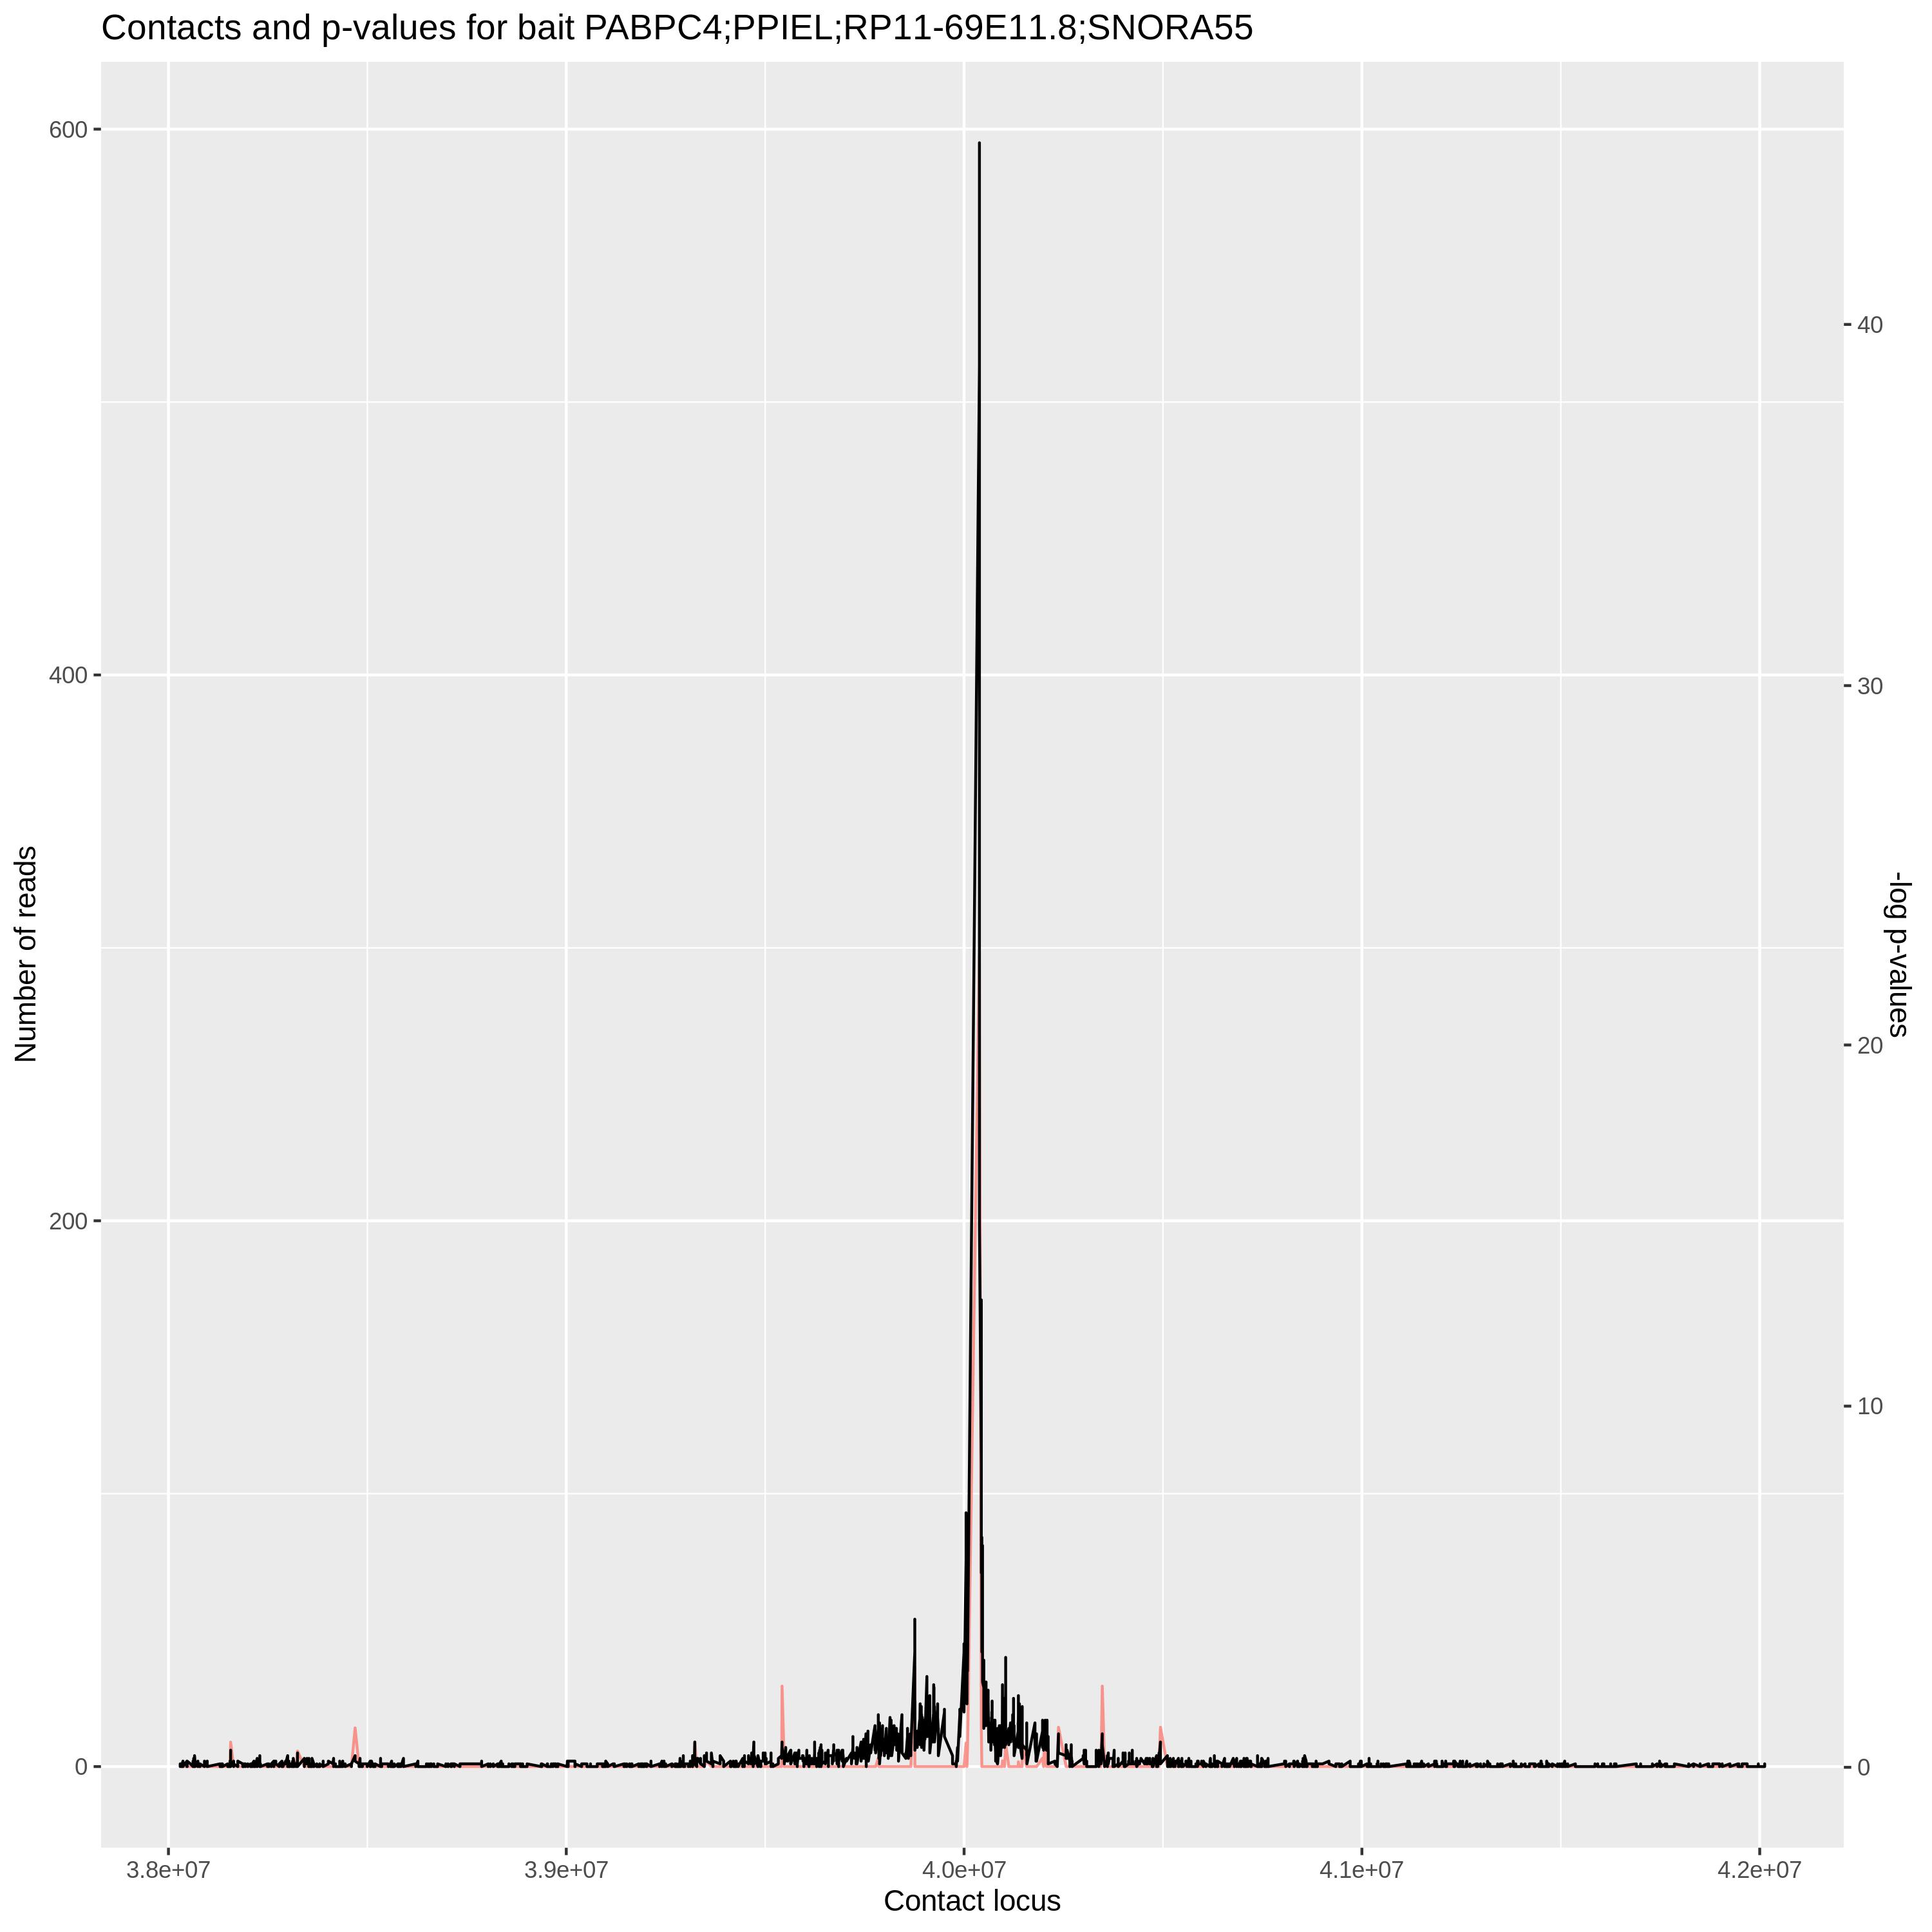 Contacts and p-values for bait PABPC4;PPIEL;RP11-69E11.8;SNORA55
600
400
200
0
Number of reads
40
30
20
10
0
-log p-values
3.8e+07
3.9e+07
4.0e+07
4.1e+07
4.2e+07
Contact locus